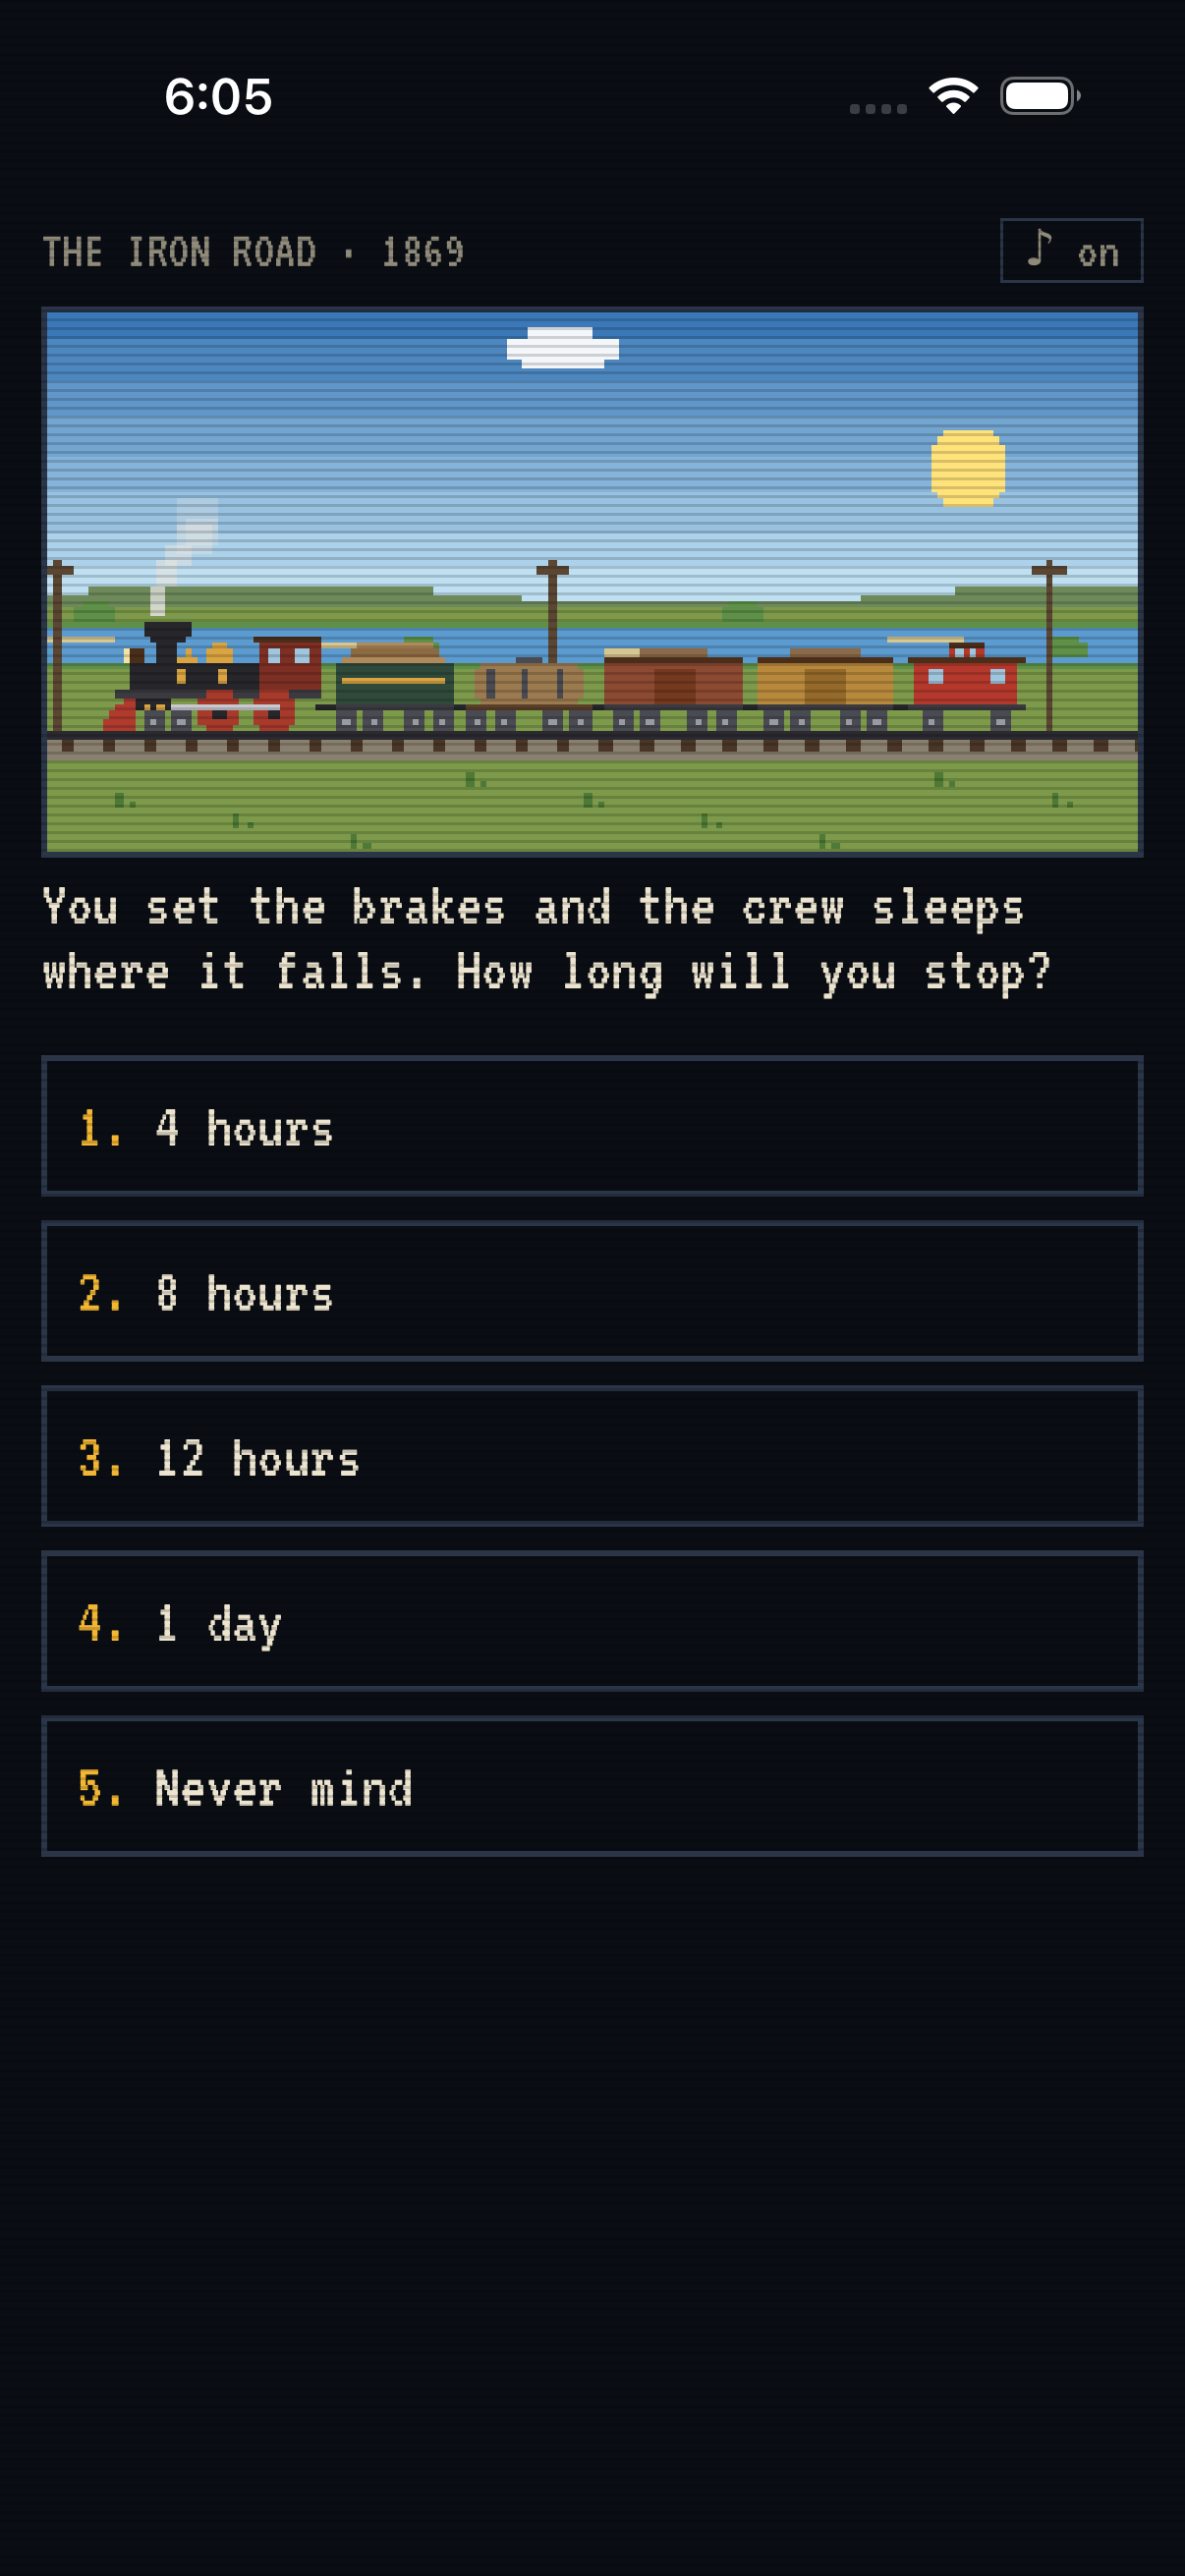 6:05
THE IRON ROAD · 1869
♪ on
You set the brakes and the crew sleeps
where it falls. How long will you stop?
1. 4 hours
2. 8 hours
3. 12 hours
4. 1 day
5. Never mind